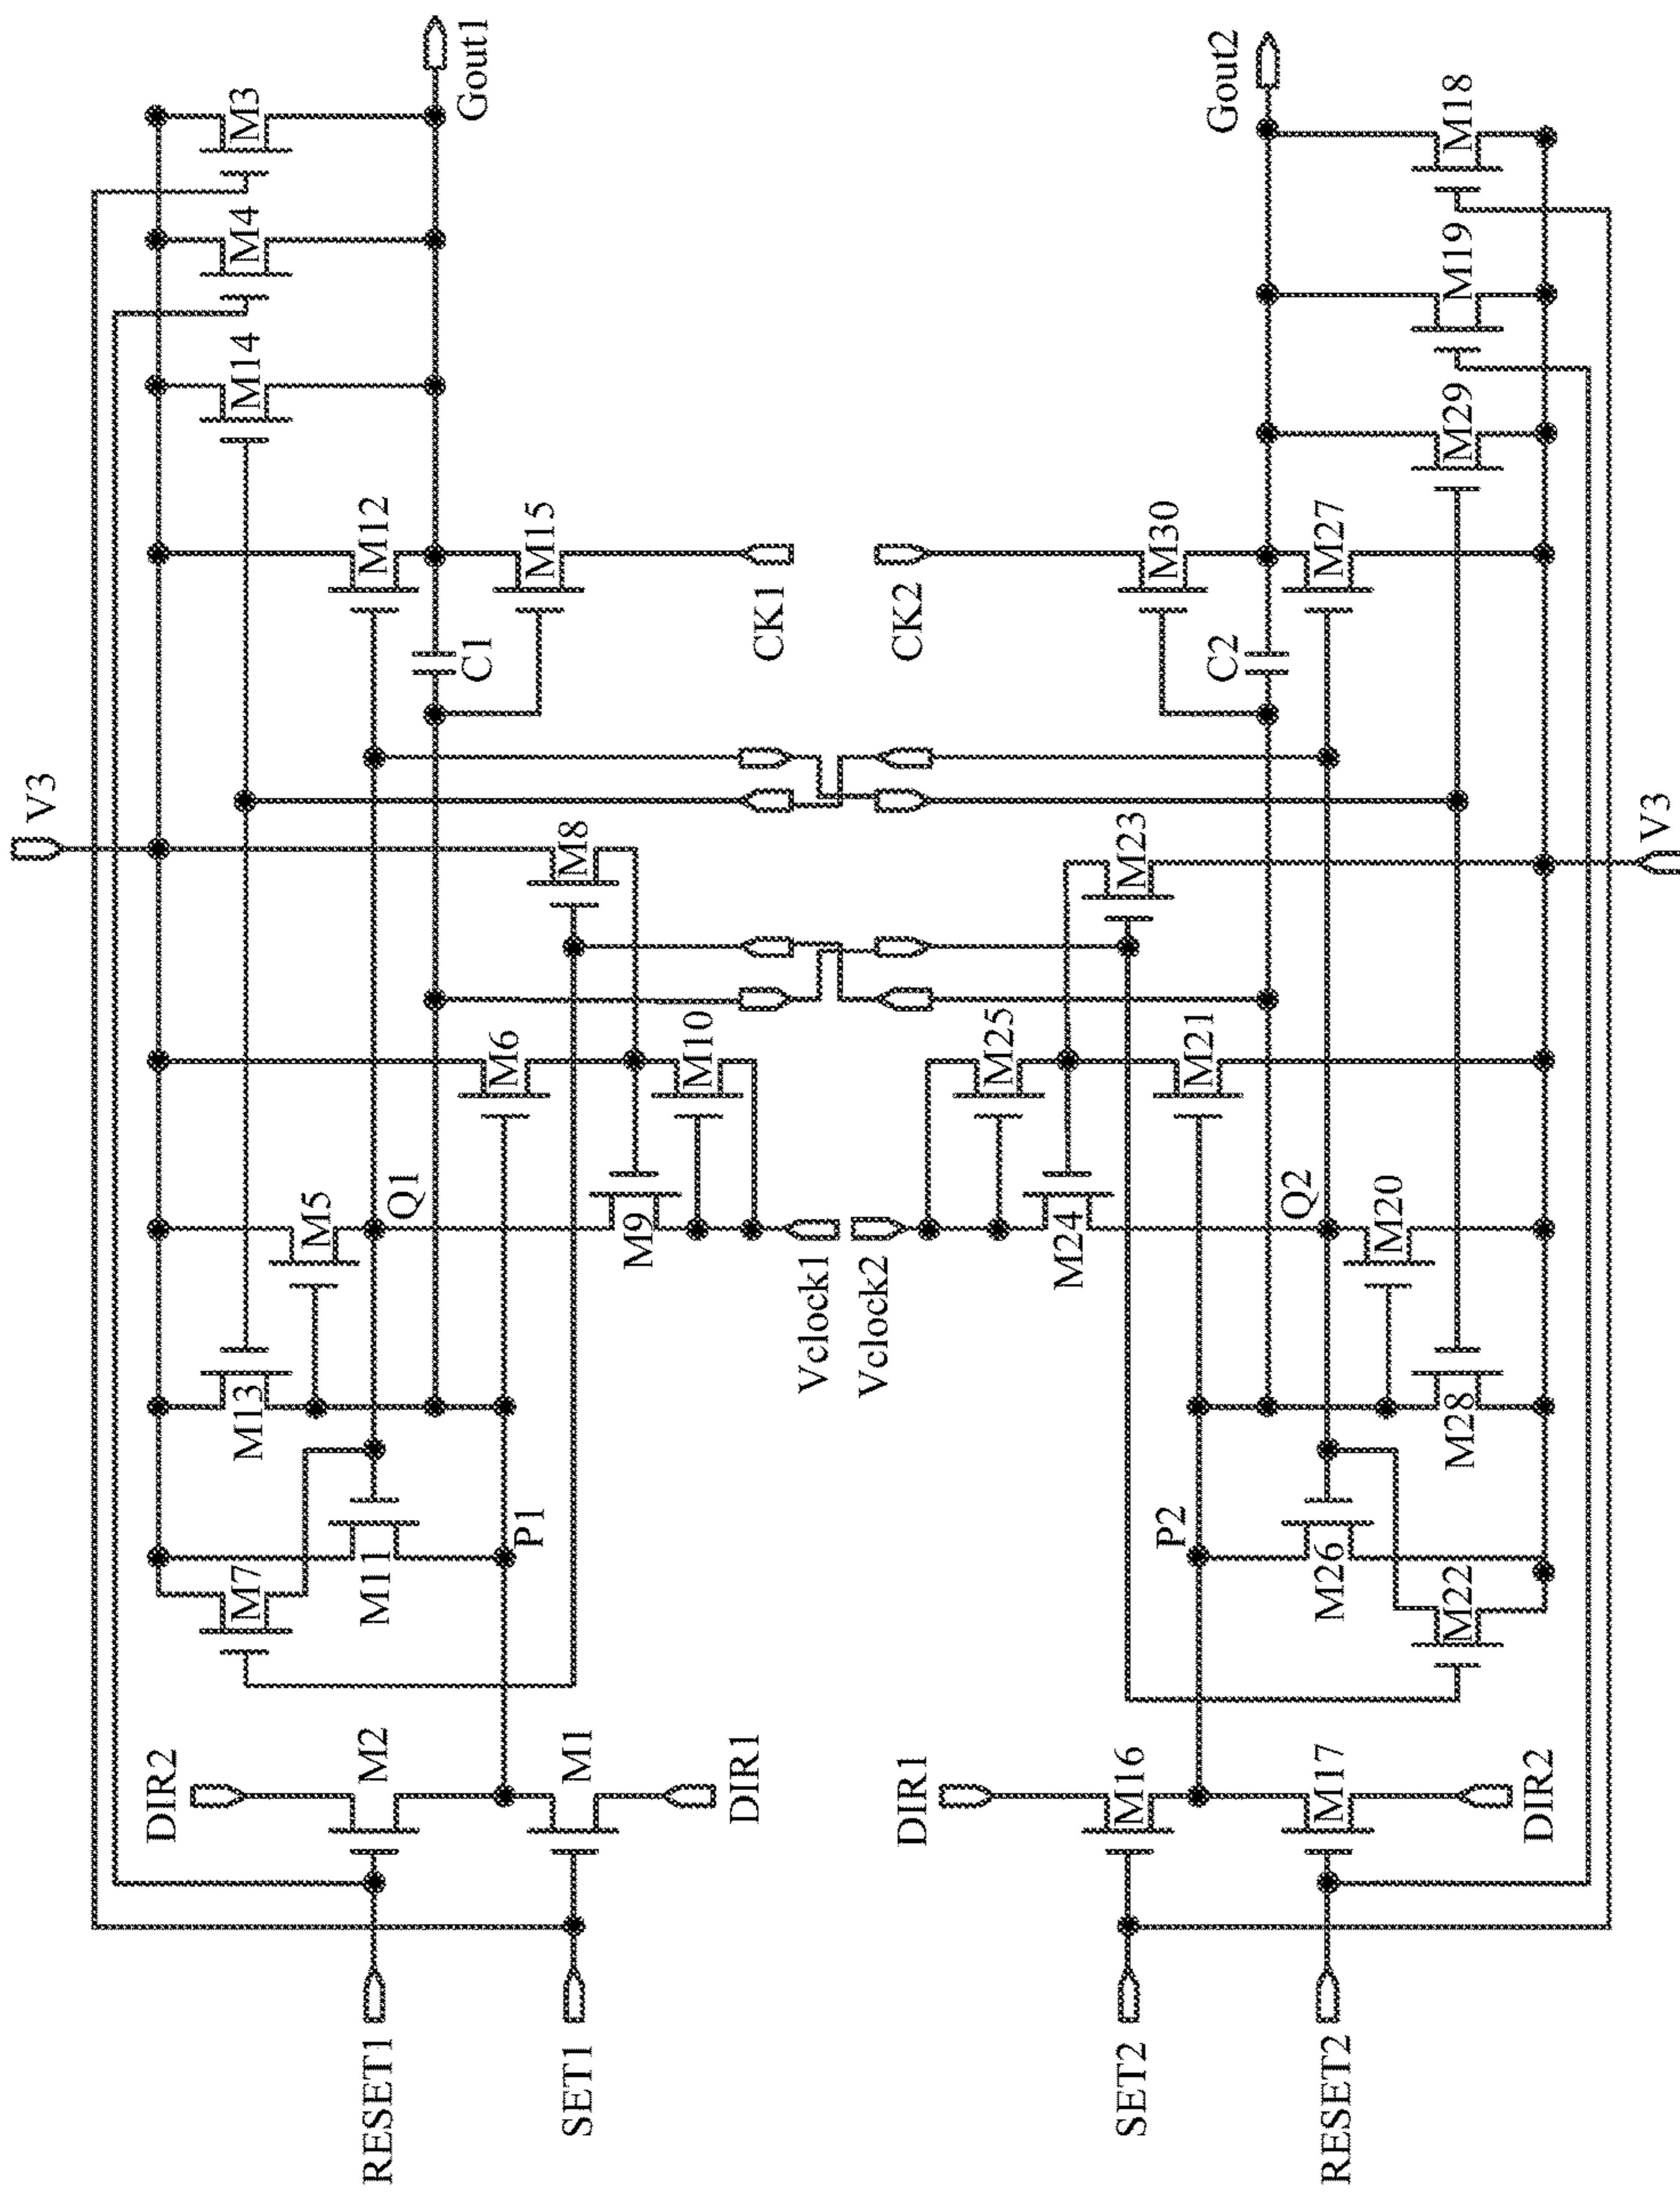 RESET1
SET1
SET2
RESET2
DIR2
M2
M1
DIR1
DIR1
M16
M17
DIR2
M7
M11
P1
P2
M26
M22
M13
M5
Q1
M9
Vclock1
Vclock2
M24
Q2
M20
M28
M6
M10
M25
M21
V3
M8
M23
V3
M12
C1
M15
CK1
CK2
M30
C2
M27
M14
M4
M3
Gout1
Gout2
M29
M19
M18